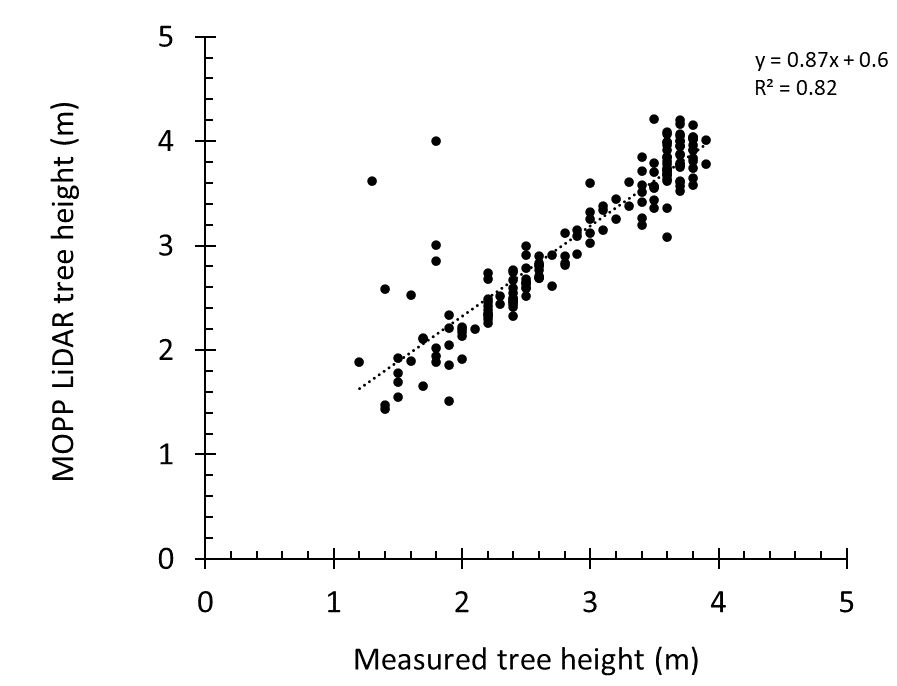 y = 0.87x + 0.6
R² = 0.82
MOPP LiDAR tree height (m)
5
4
3
2
1
0
0 1 2 3 4 5
Measured tree height (m)